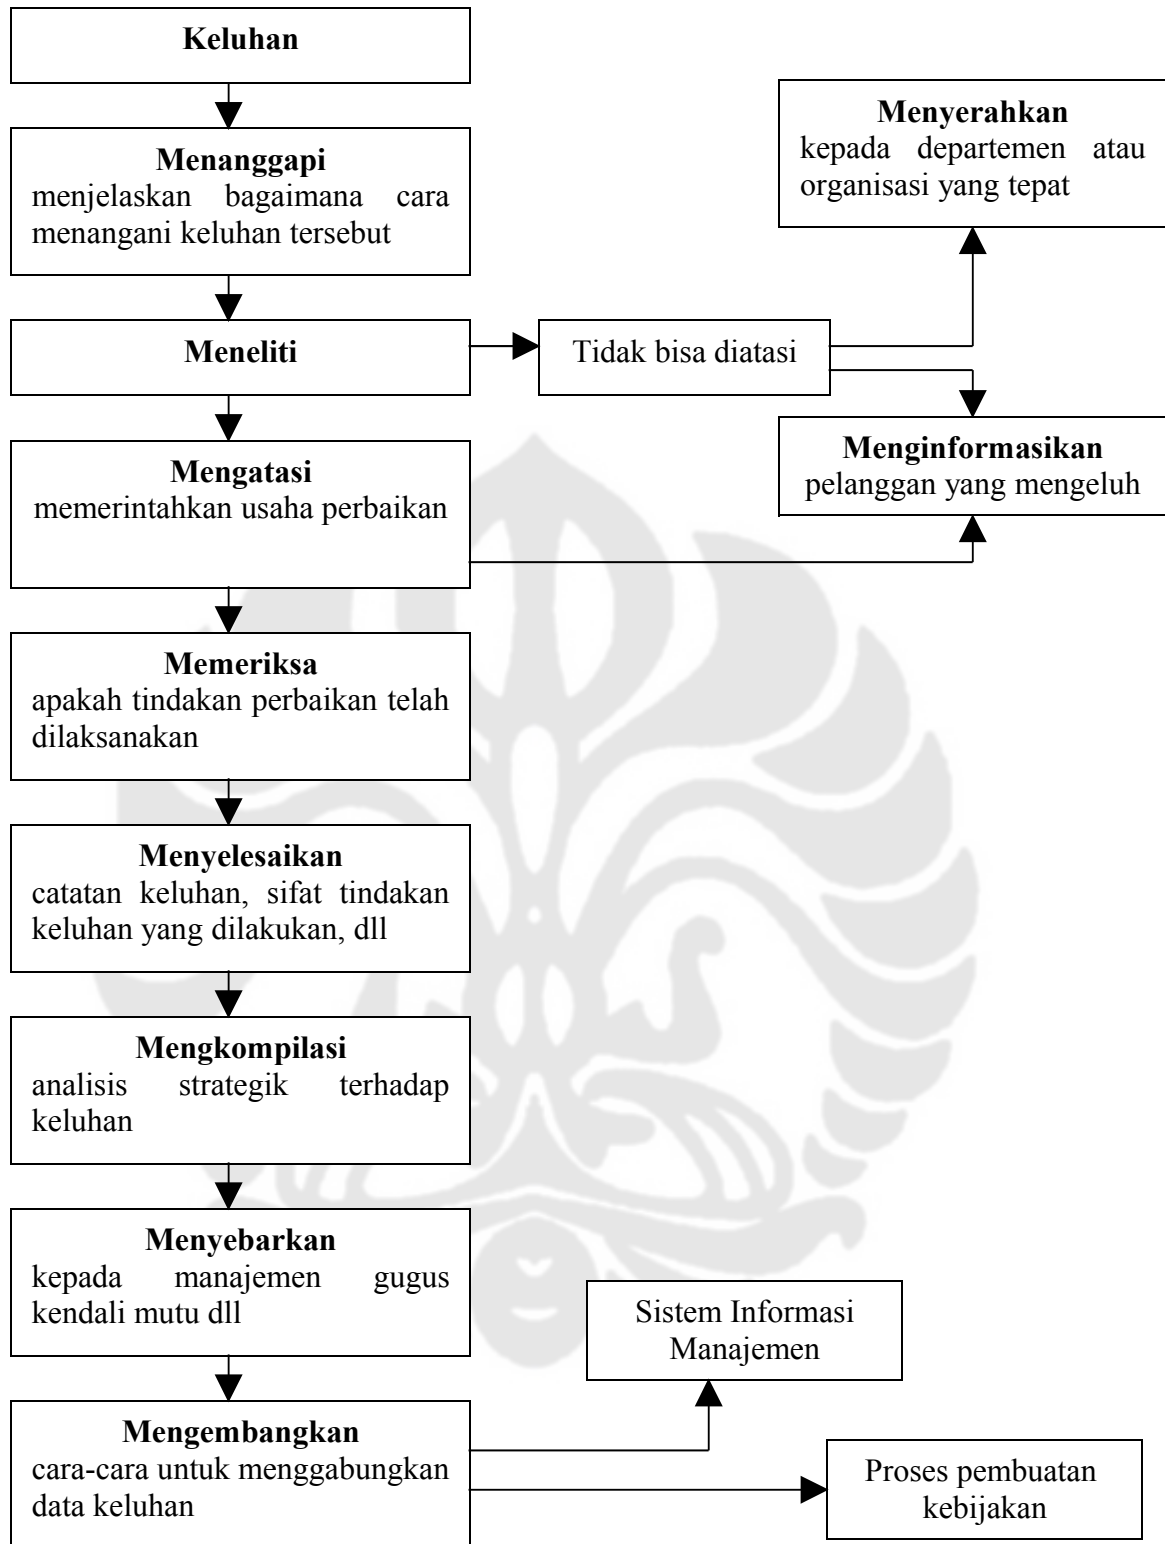 Keluhan
Menanggapi
menjelaskan bagaimana cara
menangani keluhan tersebut
Menyerahkan
kepada departemen atau
organisasi yang tepat
Meneliti
Tidak bisa diatasi
Mengatasi
memerintahkan usaha perbaikan
Menginformasikan
pelanggan yang mengeluh
Memeriksa
apakah tindakan perbaikan telah
dilaksanakan
Menyelesaikan
catatan keluhan, sifat tindakan
keluhan yang dilakukan, dll
Mengkompilasi
analisis strategik terhadap
keluhan
Menyebarkan
kepada manajemen gugus
kendali mutu dll
Sistem Informasi
Manajemen
Mengembangkan
cara-cara untuk menggabungkan
data keluhan
Proses pembuatan
kebijakan